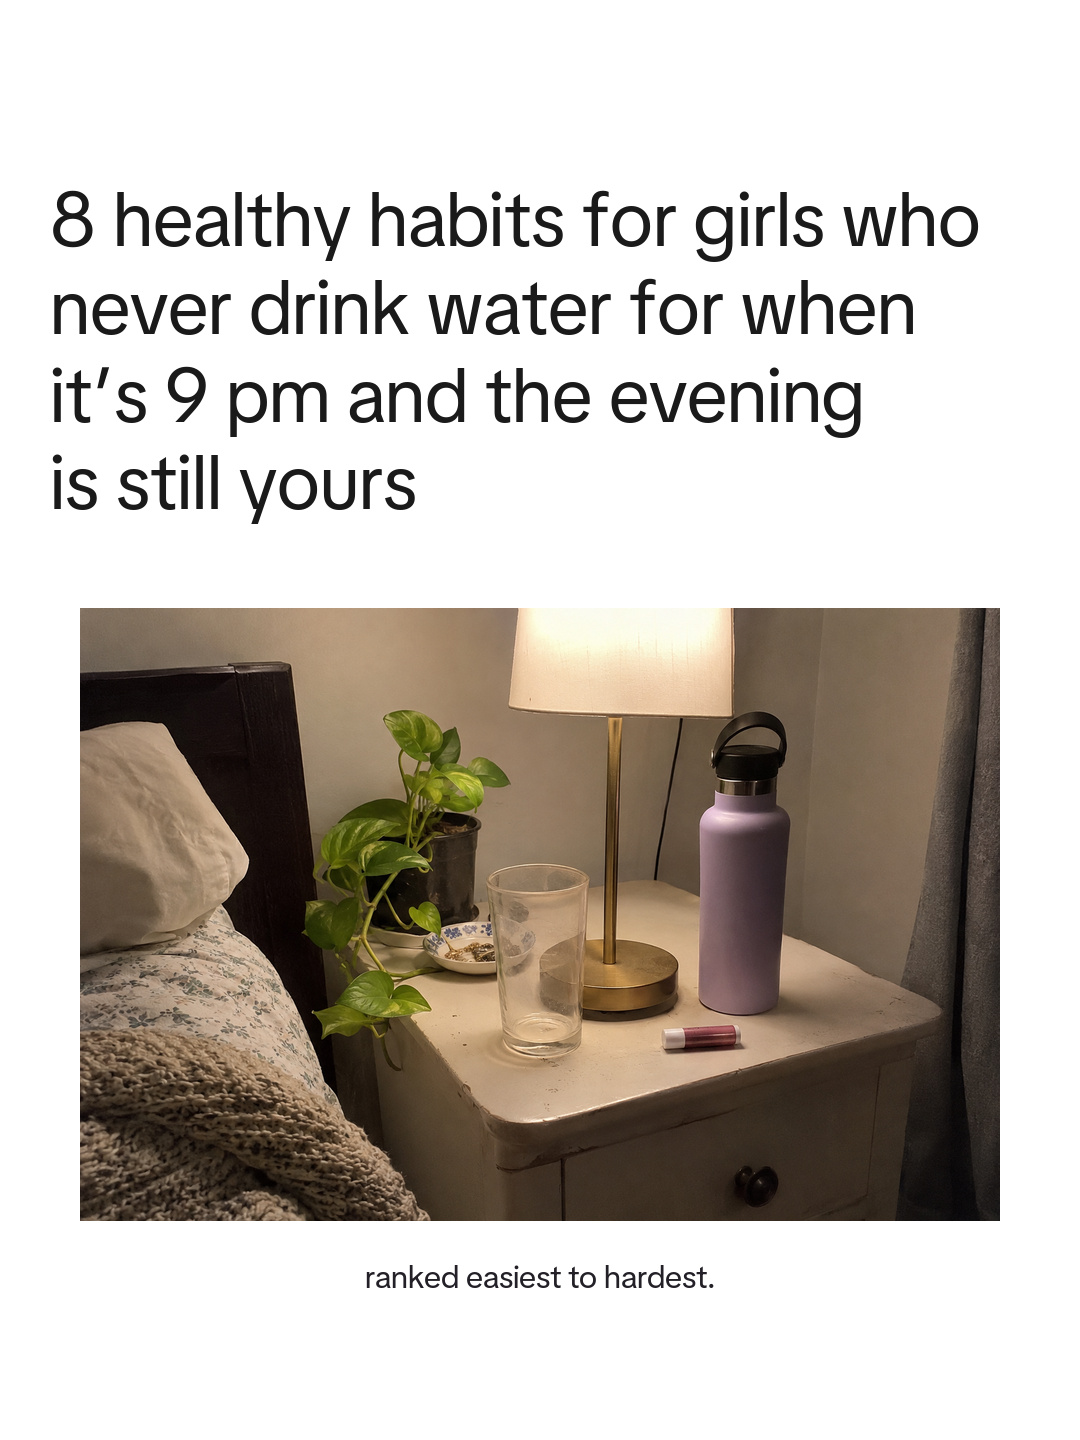 8 healthy habits for girls who
never drink water for when
it’s 9 pm and the evening
is still yours
ranked easiest to hardest.